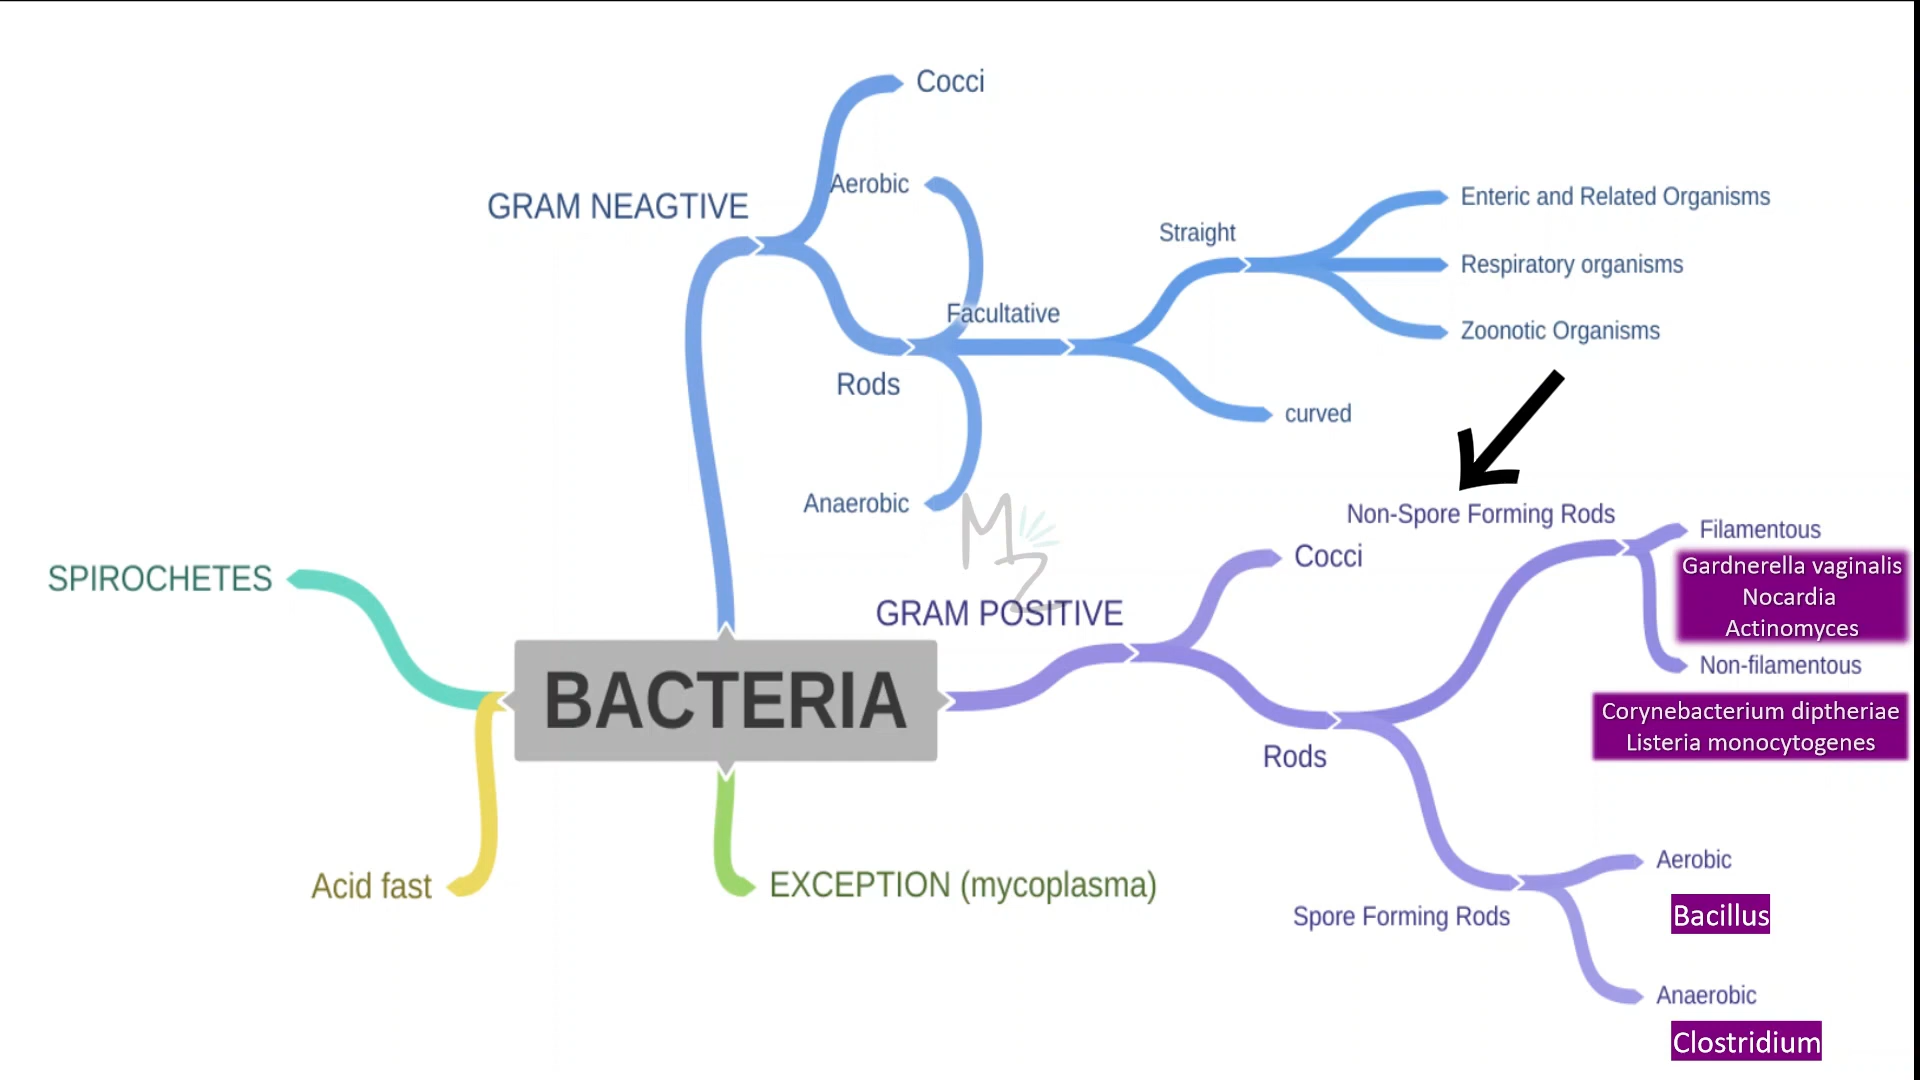 Cocci
Aerobic
GRAM NEAGTIVE
Enteric and Related Organisms
Straight
Respiratory organisms
Facultative
Zoonotic Organisms
Rods
curved
Anaerobic
MZ
Non-Spore Forming Rods
Filamentous
Cocci
Gardnerella vaginalis
Nocardia
Actinomyces
SPIROCHETES
GRAM POSITIVE
Non-filamentous
BACTERIA
Corynebacterium diptheriae
Listeria monocytogenes
Rods
Acid fast
EXCEPTION (mycoplasma)
Aerobic
Spore Forming Rods
Bacillus
Anaerobic
Clostridium